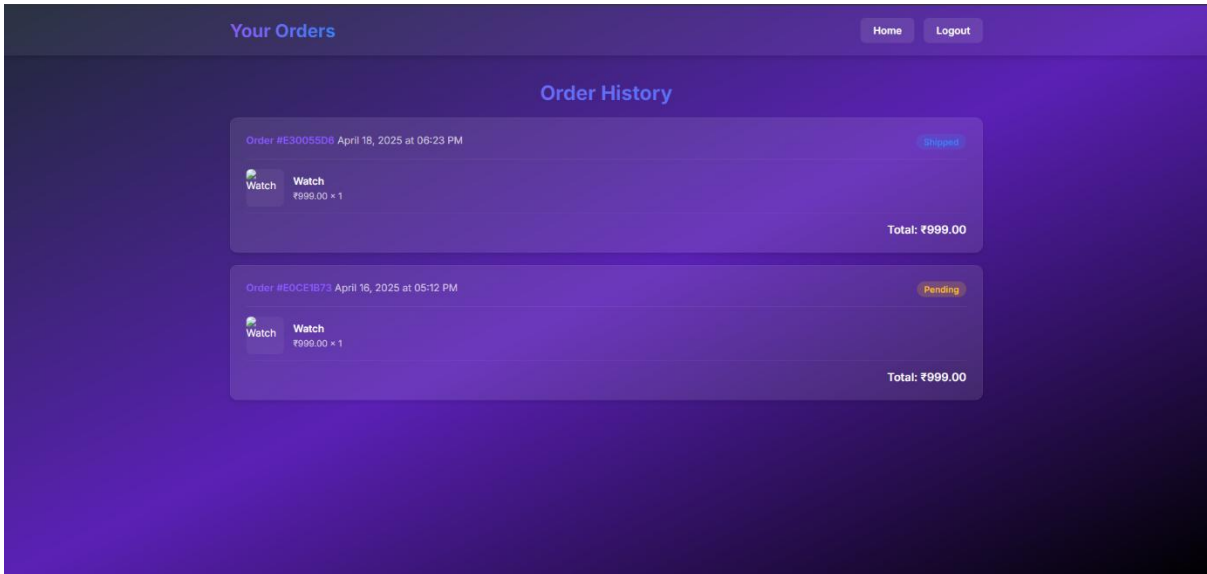 Your Orders
Home
Logout
Order History
Order #E30055D6 April 18, 2025 at 06:23 PM
Shipped
Watch
Watch
₹999.00 × 1
Total: ₹999.00
Order #E0CE1B73 April 16, 2025 at 05:12 PM
Pending
Watch
Watch
₹999.00 × 1
Total: ₹999.00